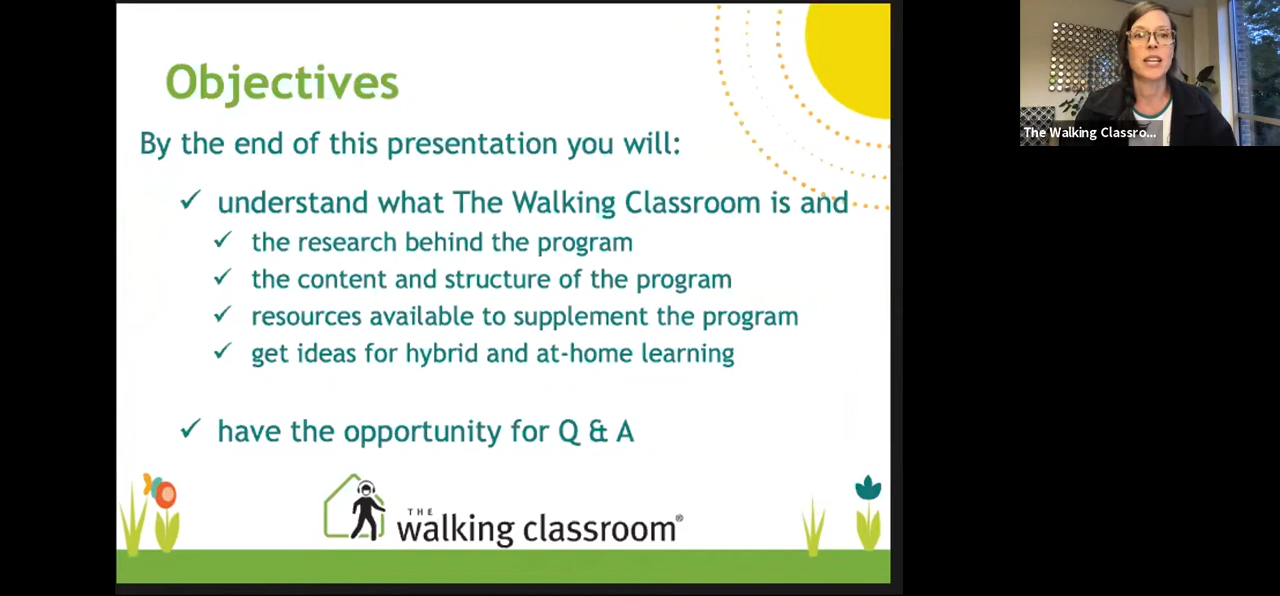 Objectives
By the end of this presentation you will:
✓ understand what The Walking Classroom is and
✓ the research behind the program
✓ the content and structure of the program
✓ resources available to supplement the program
✓ get ideas for hybrid and at-home learning
✓ have the opportunity for Q & A
THE
walking classroom®
The Walking Classro...